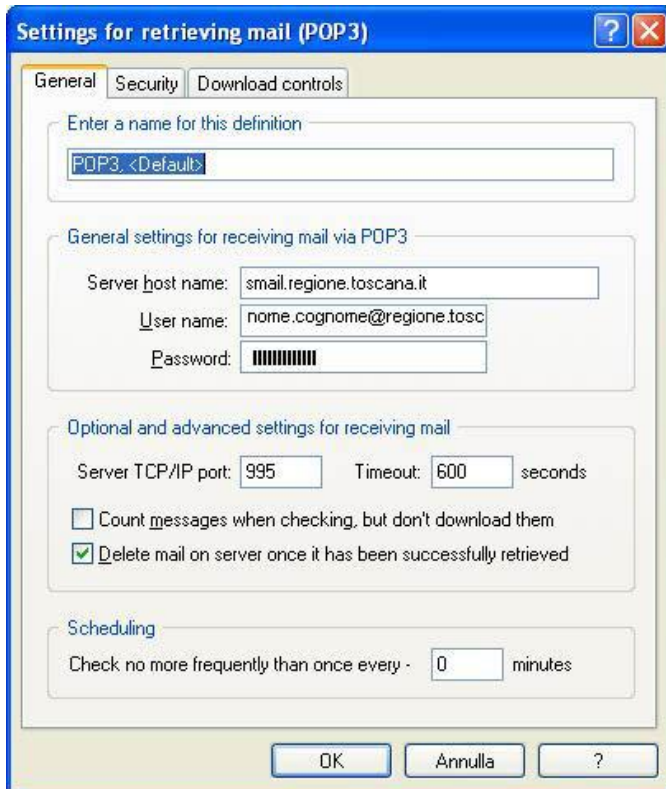 Settings for retrieving mail (POP3)
General Security Download controls
Enter a name for this definition
POP3, <Default>
General settings for receiving mail via POP3
Server host name: smail.regione.toscana.it
User name: nome.cognome@regione.tosc
Password:
Optional and advanced settings for receiving mail
Server TCP/IP port: 995 Timeout: 600 seconds
Count messages when checking, but don't download them
Delete mail on server once it has been successfully retrieved
Scheduling
Check no more frequently than once every - 0 minutes
OK Annulla ?